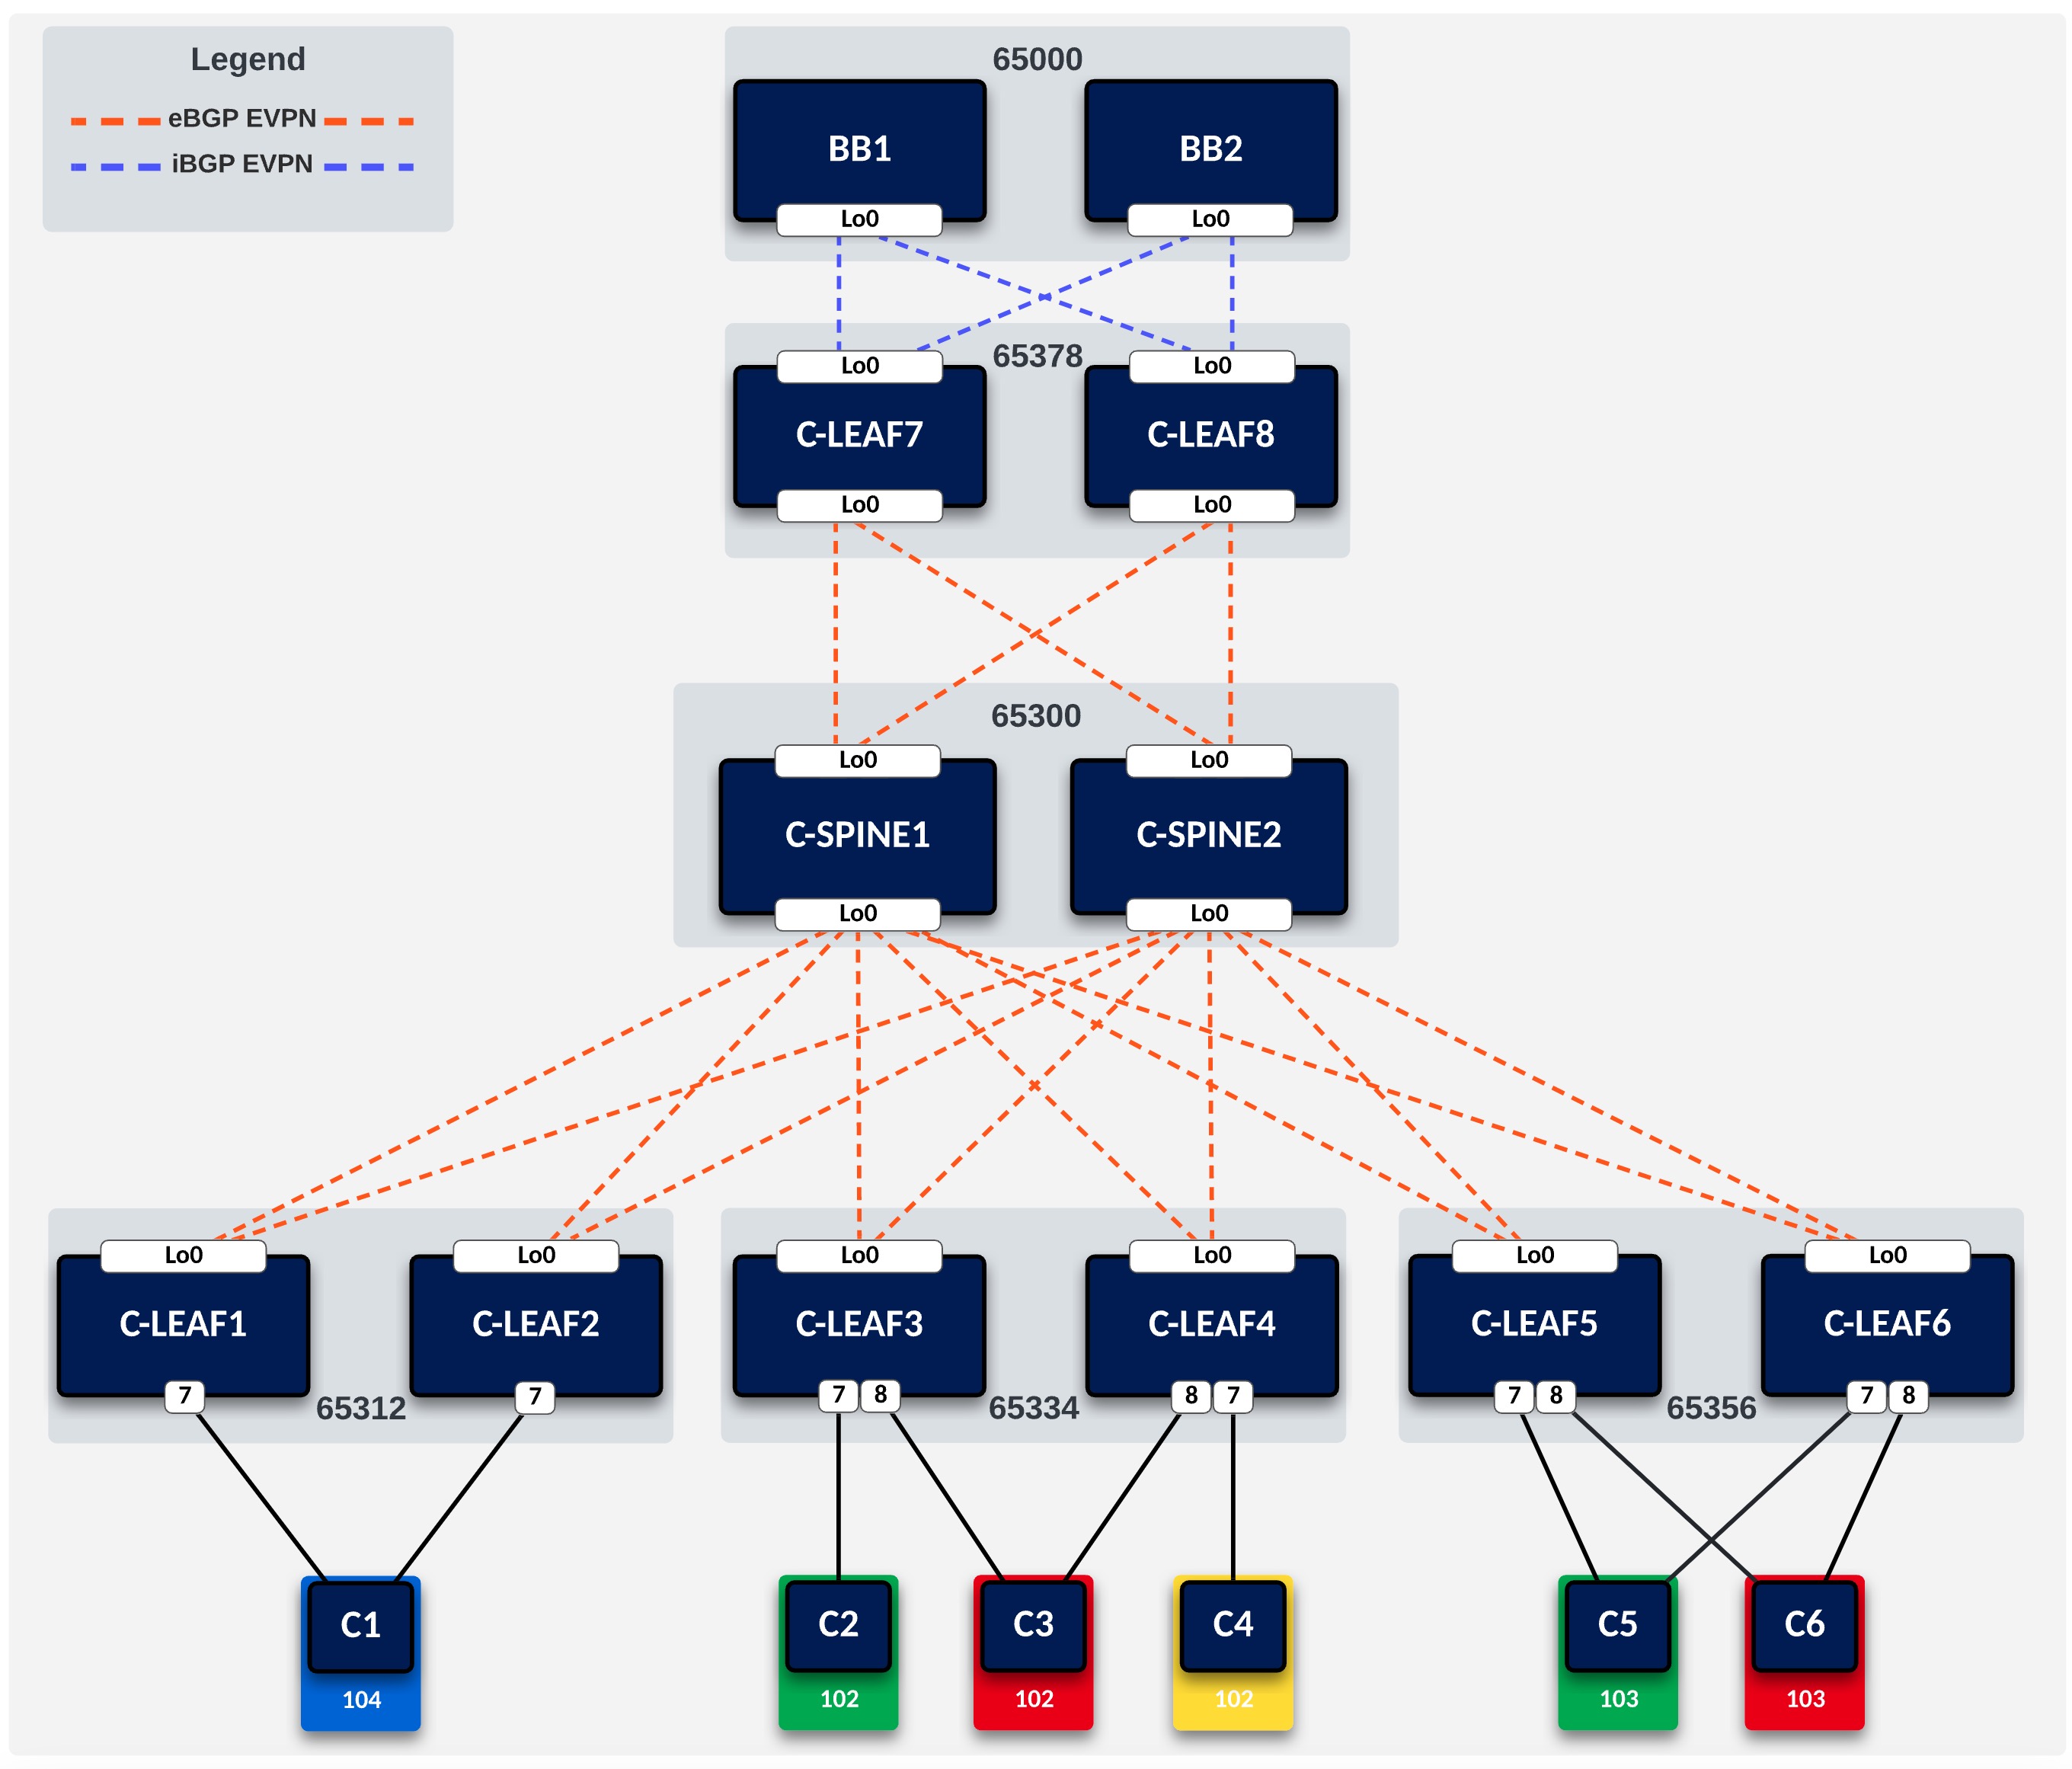 Legend
eBGP EVPN
iBGP EVPN
65000
BB1
BB2
Lo0
Lo0
65378
Lo0
Lo0
C-LEAF7
C-LEAF8
Lo0
Lo0
65300
Lo0
Lo0
C-SPINE1
C-SPINE2
Lo0
Lo0
Lo0
Lo0
Lo0
Lo0
Lo0
Lo0
C-LEAF1
C-LEAF2
C-LEAF3
C-LEAF4
C-LEAF5
C-LEAF6
7
7
7
8
8
7
7
8
7
8
65312
65334
65356
C1
C2
C3
C4
C5
C6
104
102
102
102
103
103